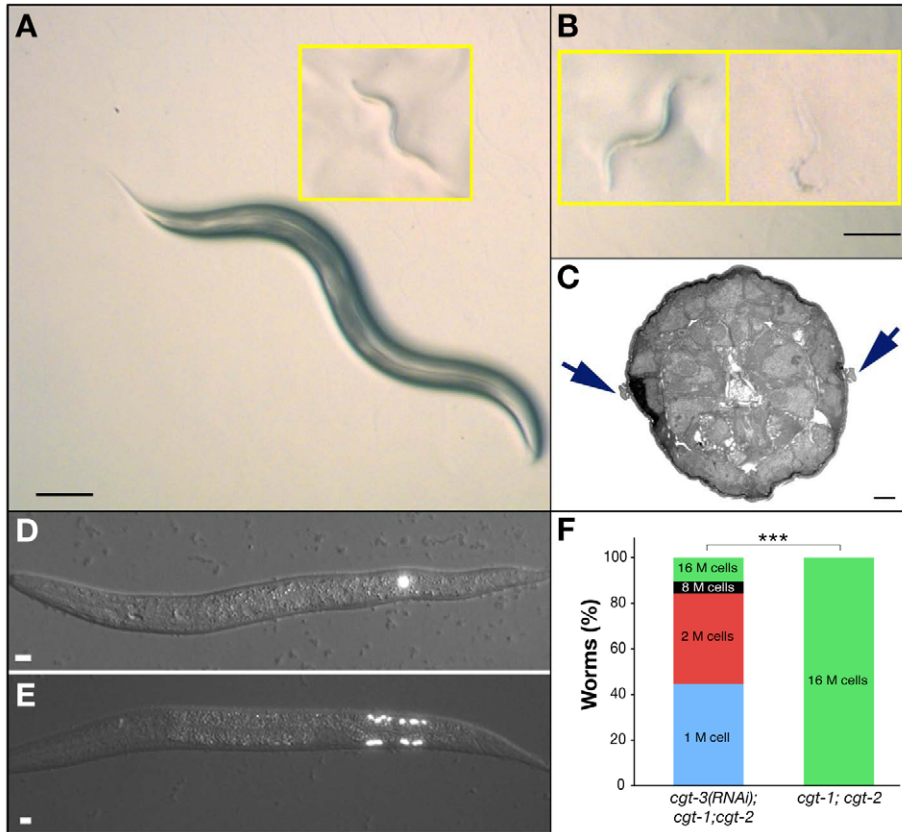 A
B
C
D
E
F
***
Worms (%)
100
80
60
40
20
0
16 M cells
8 M cells
2 M cells
1 M cell
16 M cells
cgt-3(RNAi);
cgt-1;cgt-2
cgt-1; cgt-2